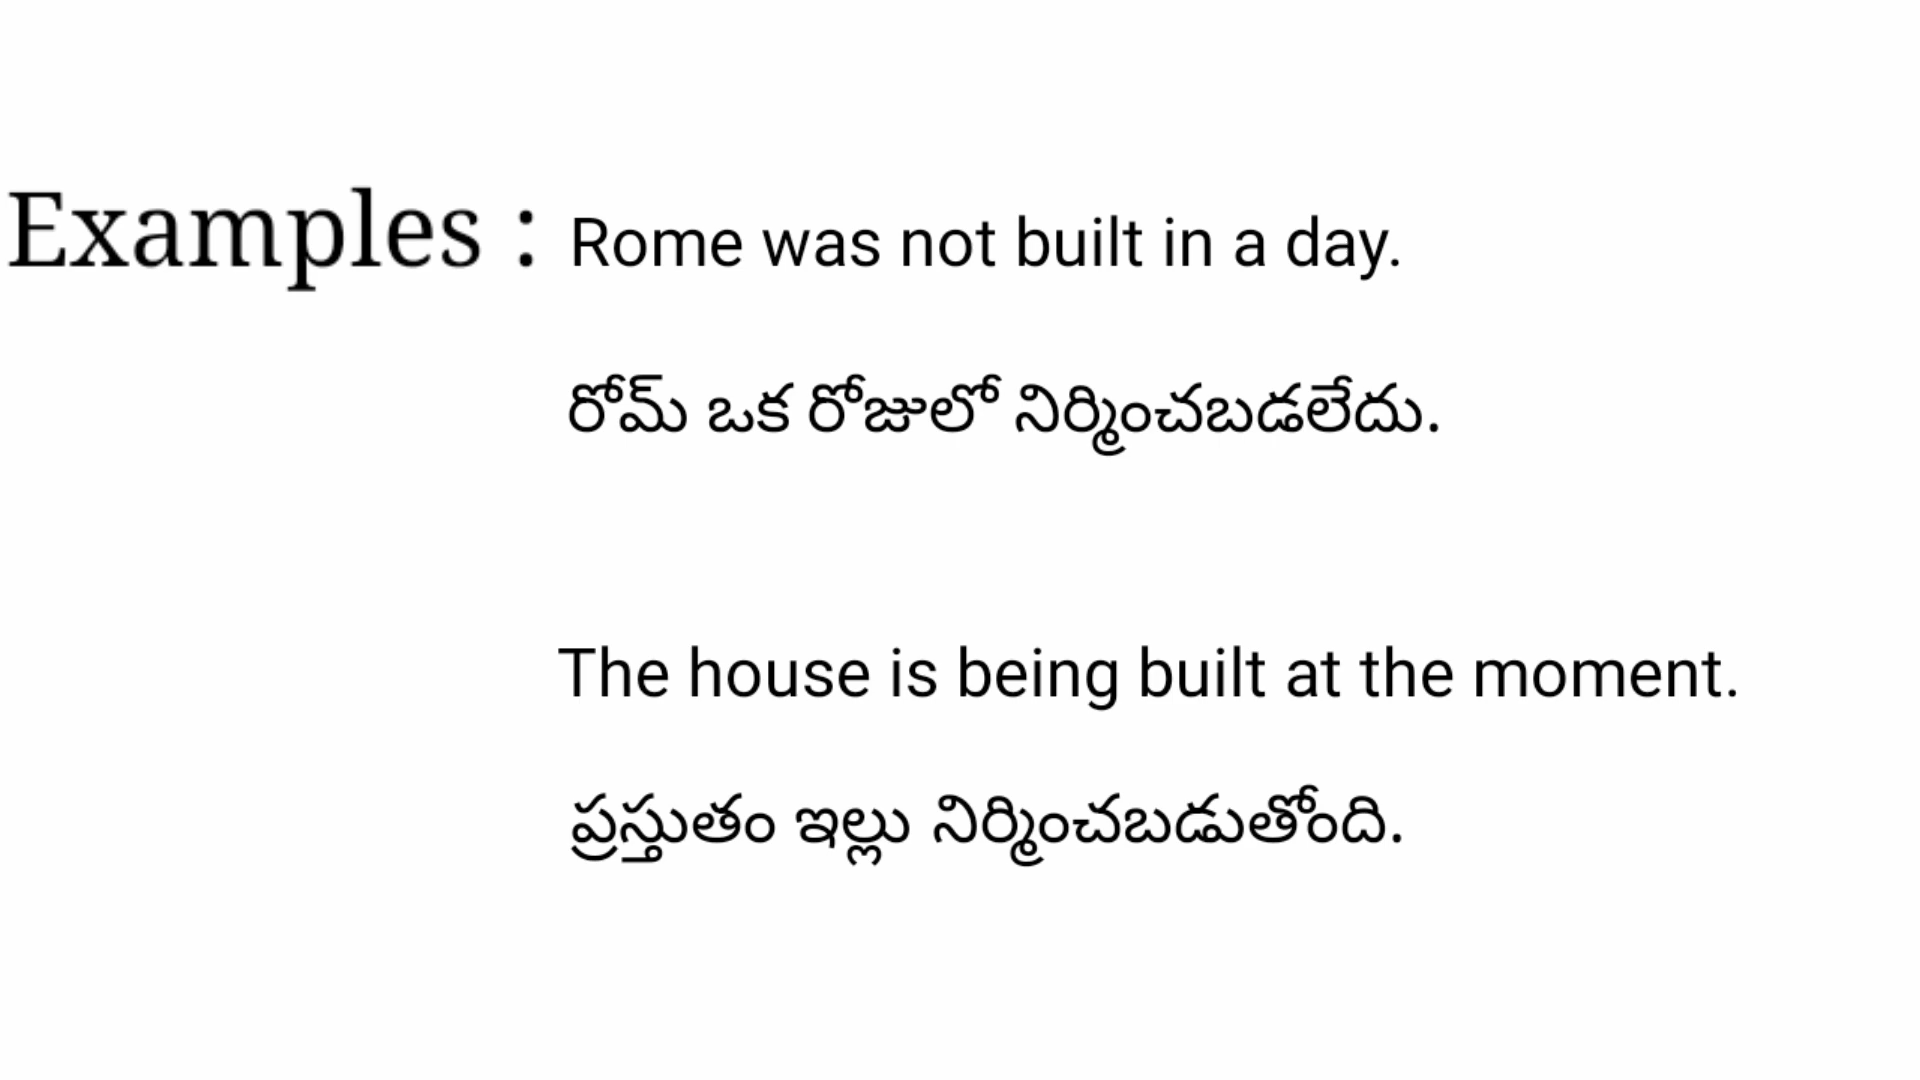 Examples : Rome was not built in a day.
రోమ్ ఒక రోజులో నిర్మించబడలేదు.
The house is being built at the moment.
ప్రస్తుతం ఇల్లు నిర్మించబడుతోంది.